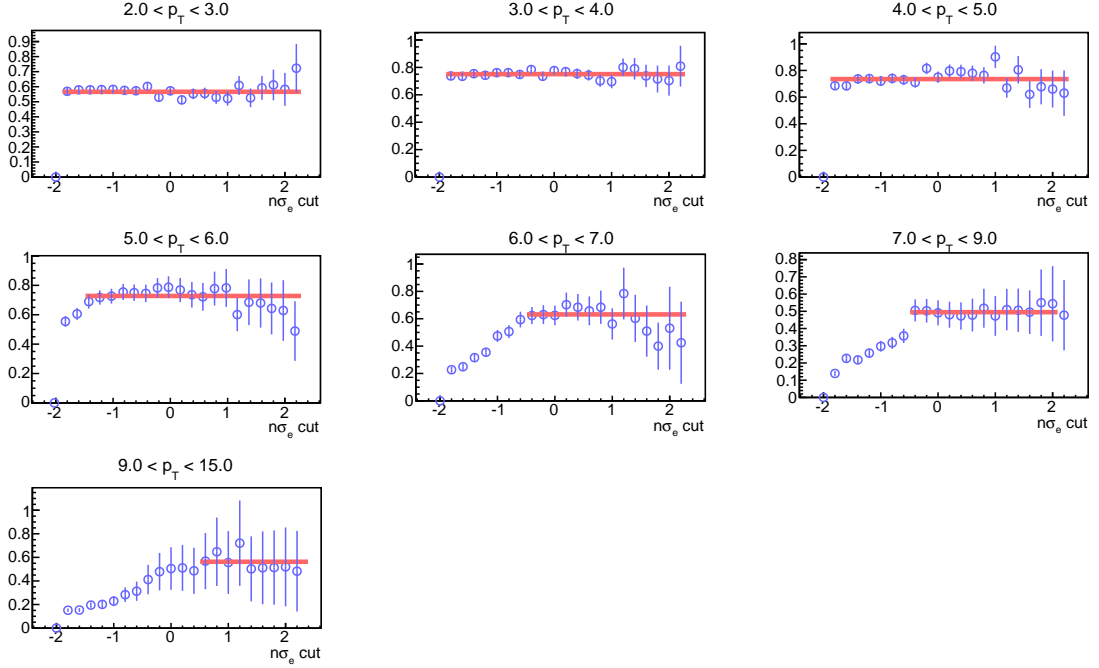 2.0 < p_T < 3.0
0.9
0.8
0.7
0.6
0.5
0.4
0.3
0.2
0.1
0
-2 -1 0 1 2
nσ_e cut
3.0 < p_T < 4.0
1
0.8
0.6
0.4
0.2
0
-2 -1 0 1 2
nσ_e cut
4.0 < p_T < 5.0
1
0.8
0.6
0.4
0.2
0
-2 -1 0 1 2
nσ_e cut
5.0 < p_T < 6.0
1
0.8
0.6
0.4
0.2
0
-2 -1 0 1 2
nσ_e cut
6.0 < p_T < 7.0
1
0.8
0.6
0.4
0.2
0
-2 -1 0 1 2
nσ_e cut
7.0 < p_T < 9.0
0.8
0.7
0.6
0.5
0.4
0.3
0.2
0.1
0
-2 -1 0 1 2
nσ_e cut
9.0 < p_T < 15.0
1
0.8
0.6
0.4
0.2
0
-2 -1 0 1 2
nσ_e cut